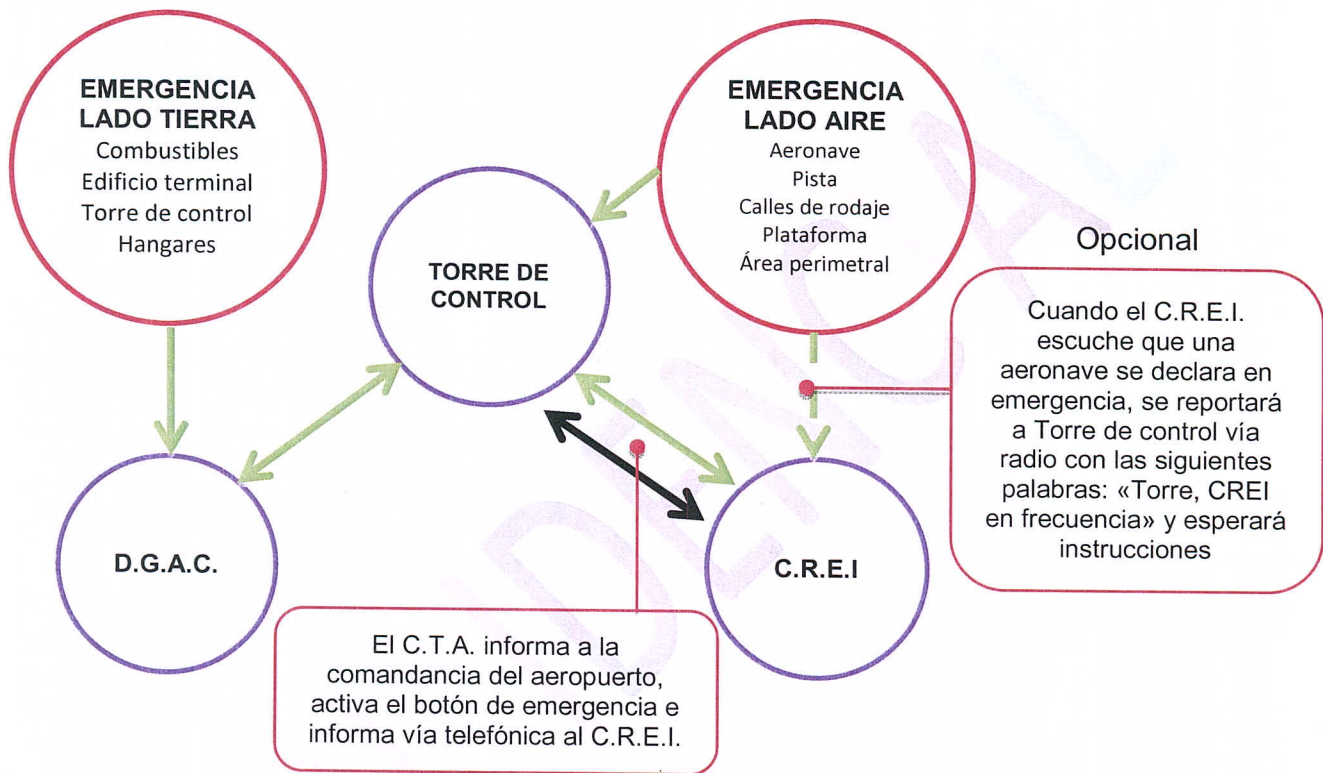 EMERGENCIA
LADO TIERRA
Combustibles
Edificio terminal
Torre de control
Hangares
EMERGENCIA
LADO AIRE
Aeronave
Pista
Calles de rodaje
Plataforma
Área perimetral
TORRE DE
CONTROL
Opcional
Cuando el C.R.E.I.
escuche que una
aeronave se declara en
emergencia, se reportará
a Torre de control vía
radio con las siguientes
palabras: «Torre, CREI
en frecuencia» y esperará
instrucciones
D.G.A.C.
C.R.E.I
El C.T.A. informa a la
comandancia del aeropuerto,
activa el botón de emergencia e
informa vía telefónica al C.R.E.I.